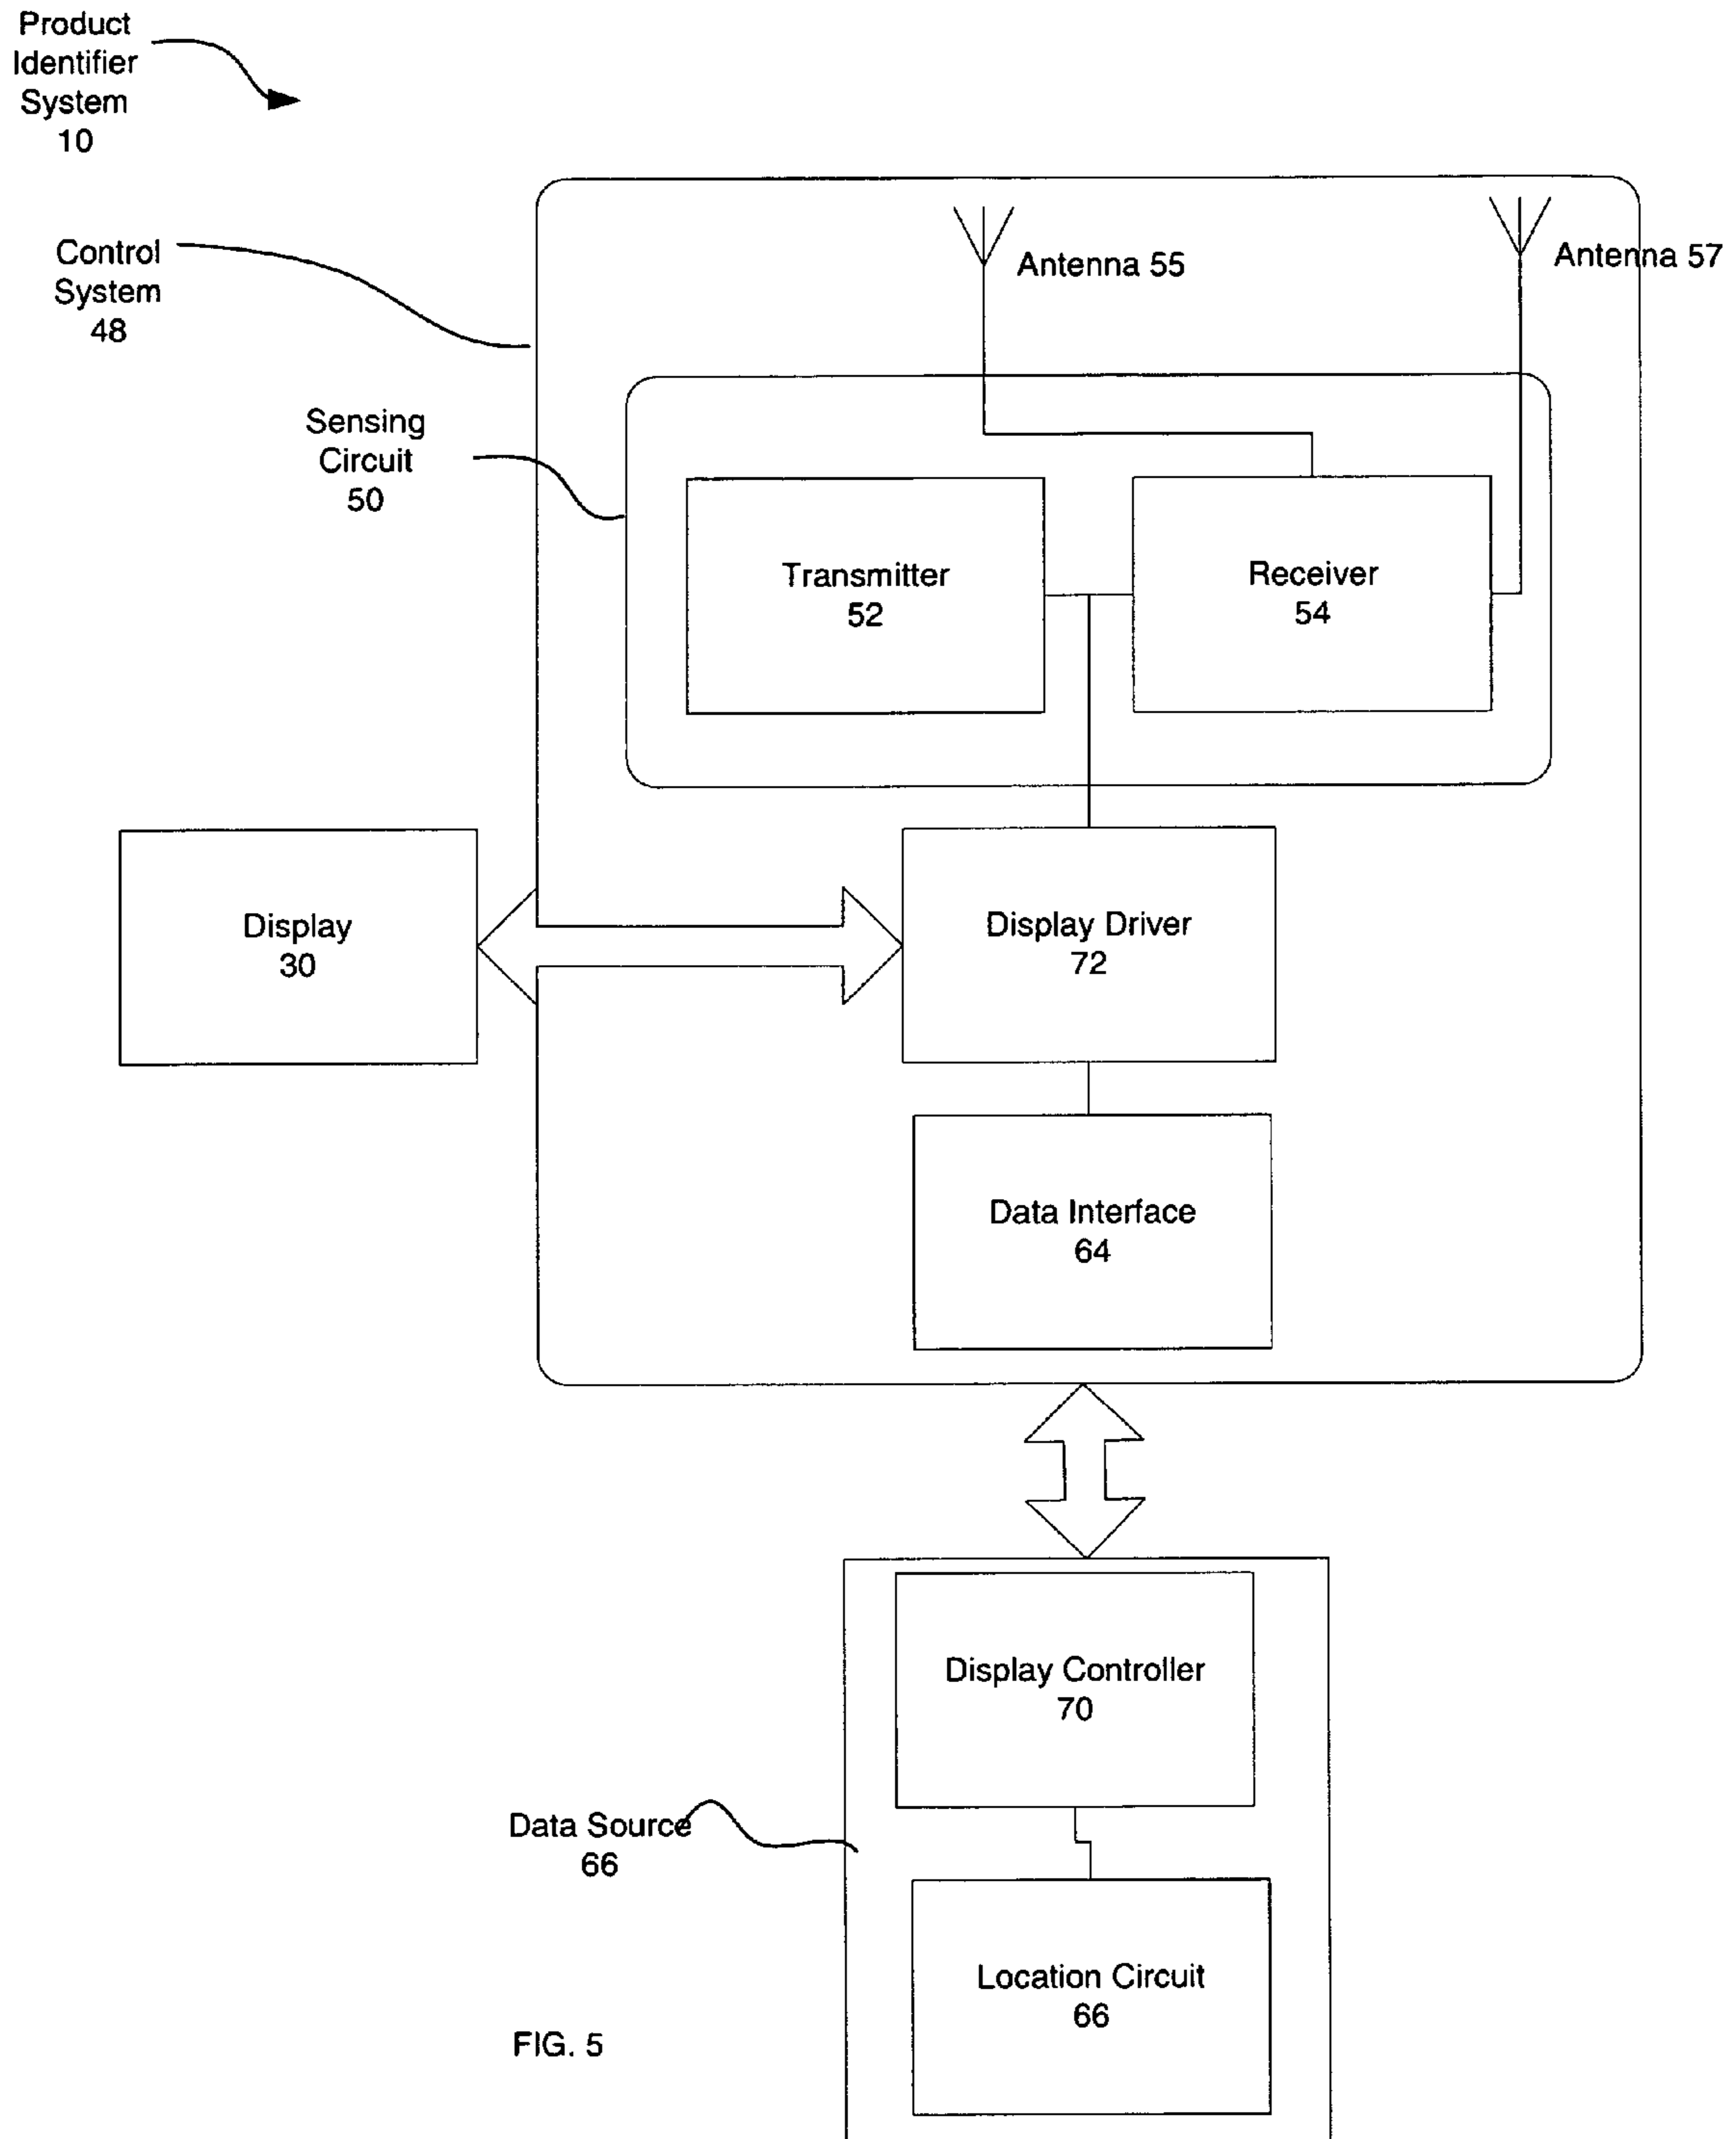 Product
Identifier
System
10
Control
System
48
Antenna 55
Antenna 57
Sensing
Circuit
50
Transmitter
52
Receiver
54
Display
30
Display Driver
72
Data Interface
64
Display Controller
70
Data Source
66
Location Circuit
66
FIG. 5